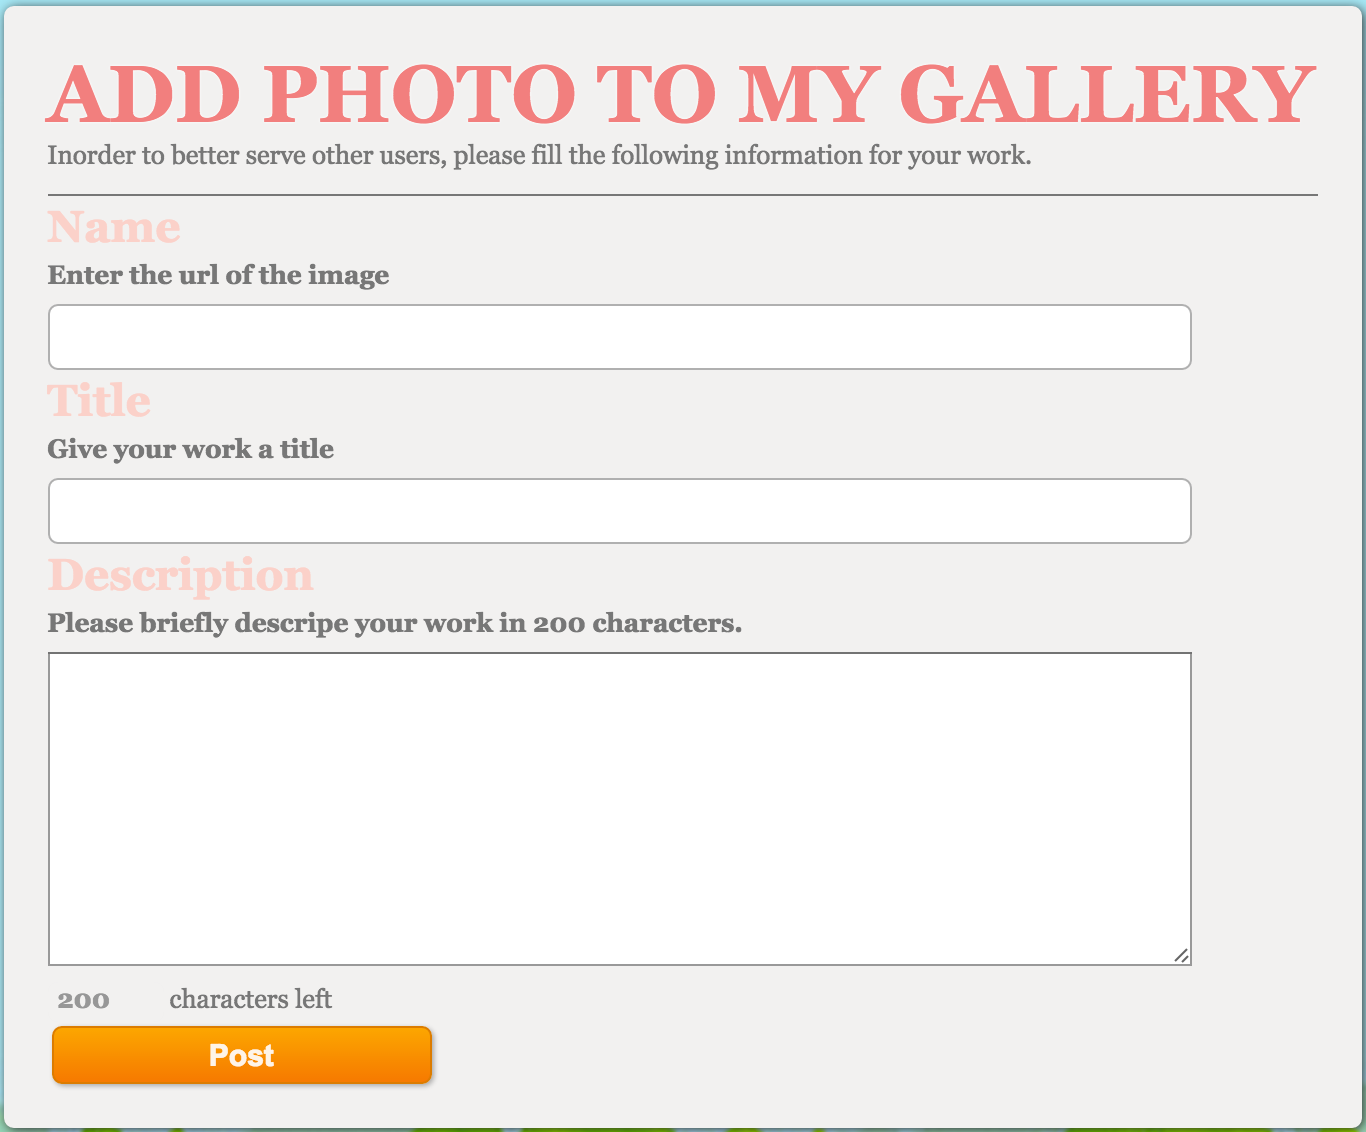 ADD PHOTO TO MY GALLERY
Inorder to better serve other users, please fill the following information for your work.
Name
Enter the url of the image
Title
Give your work a title
Description
Please briefly descripe your work in 200 characters.
200 characters left
Post